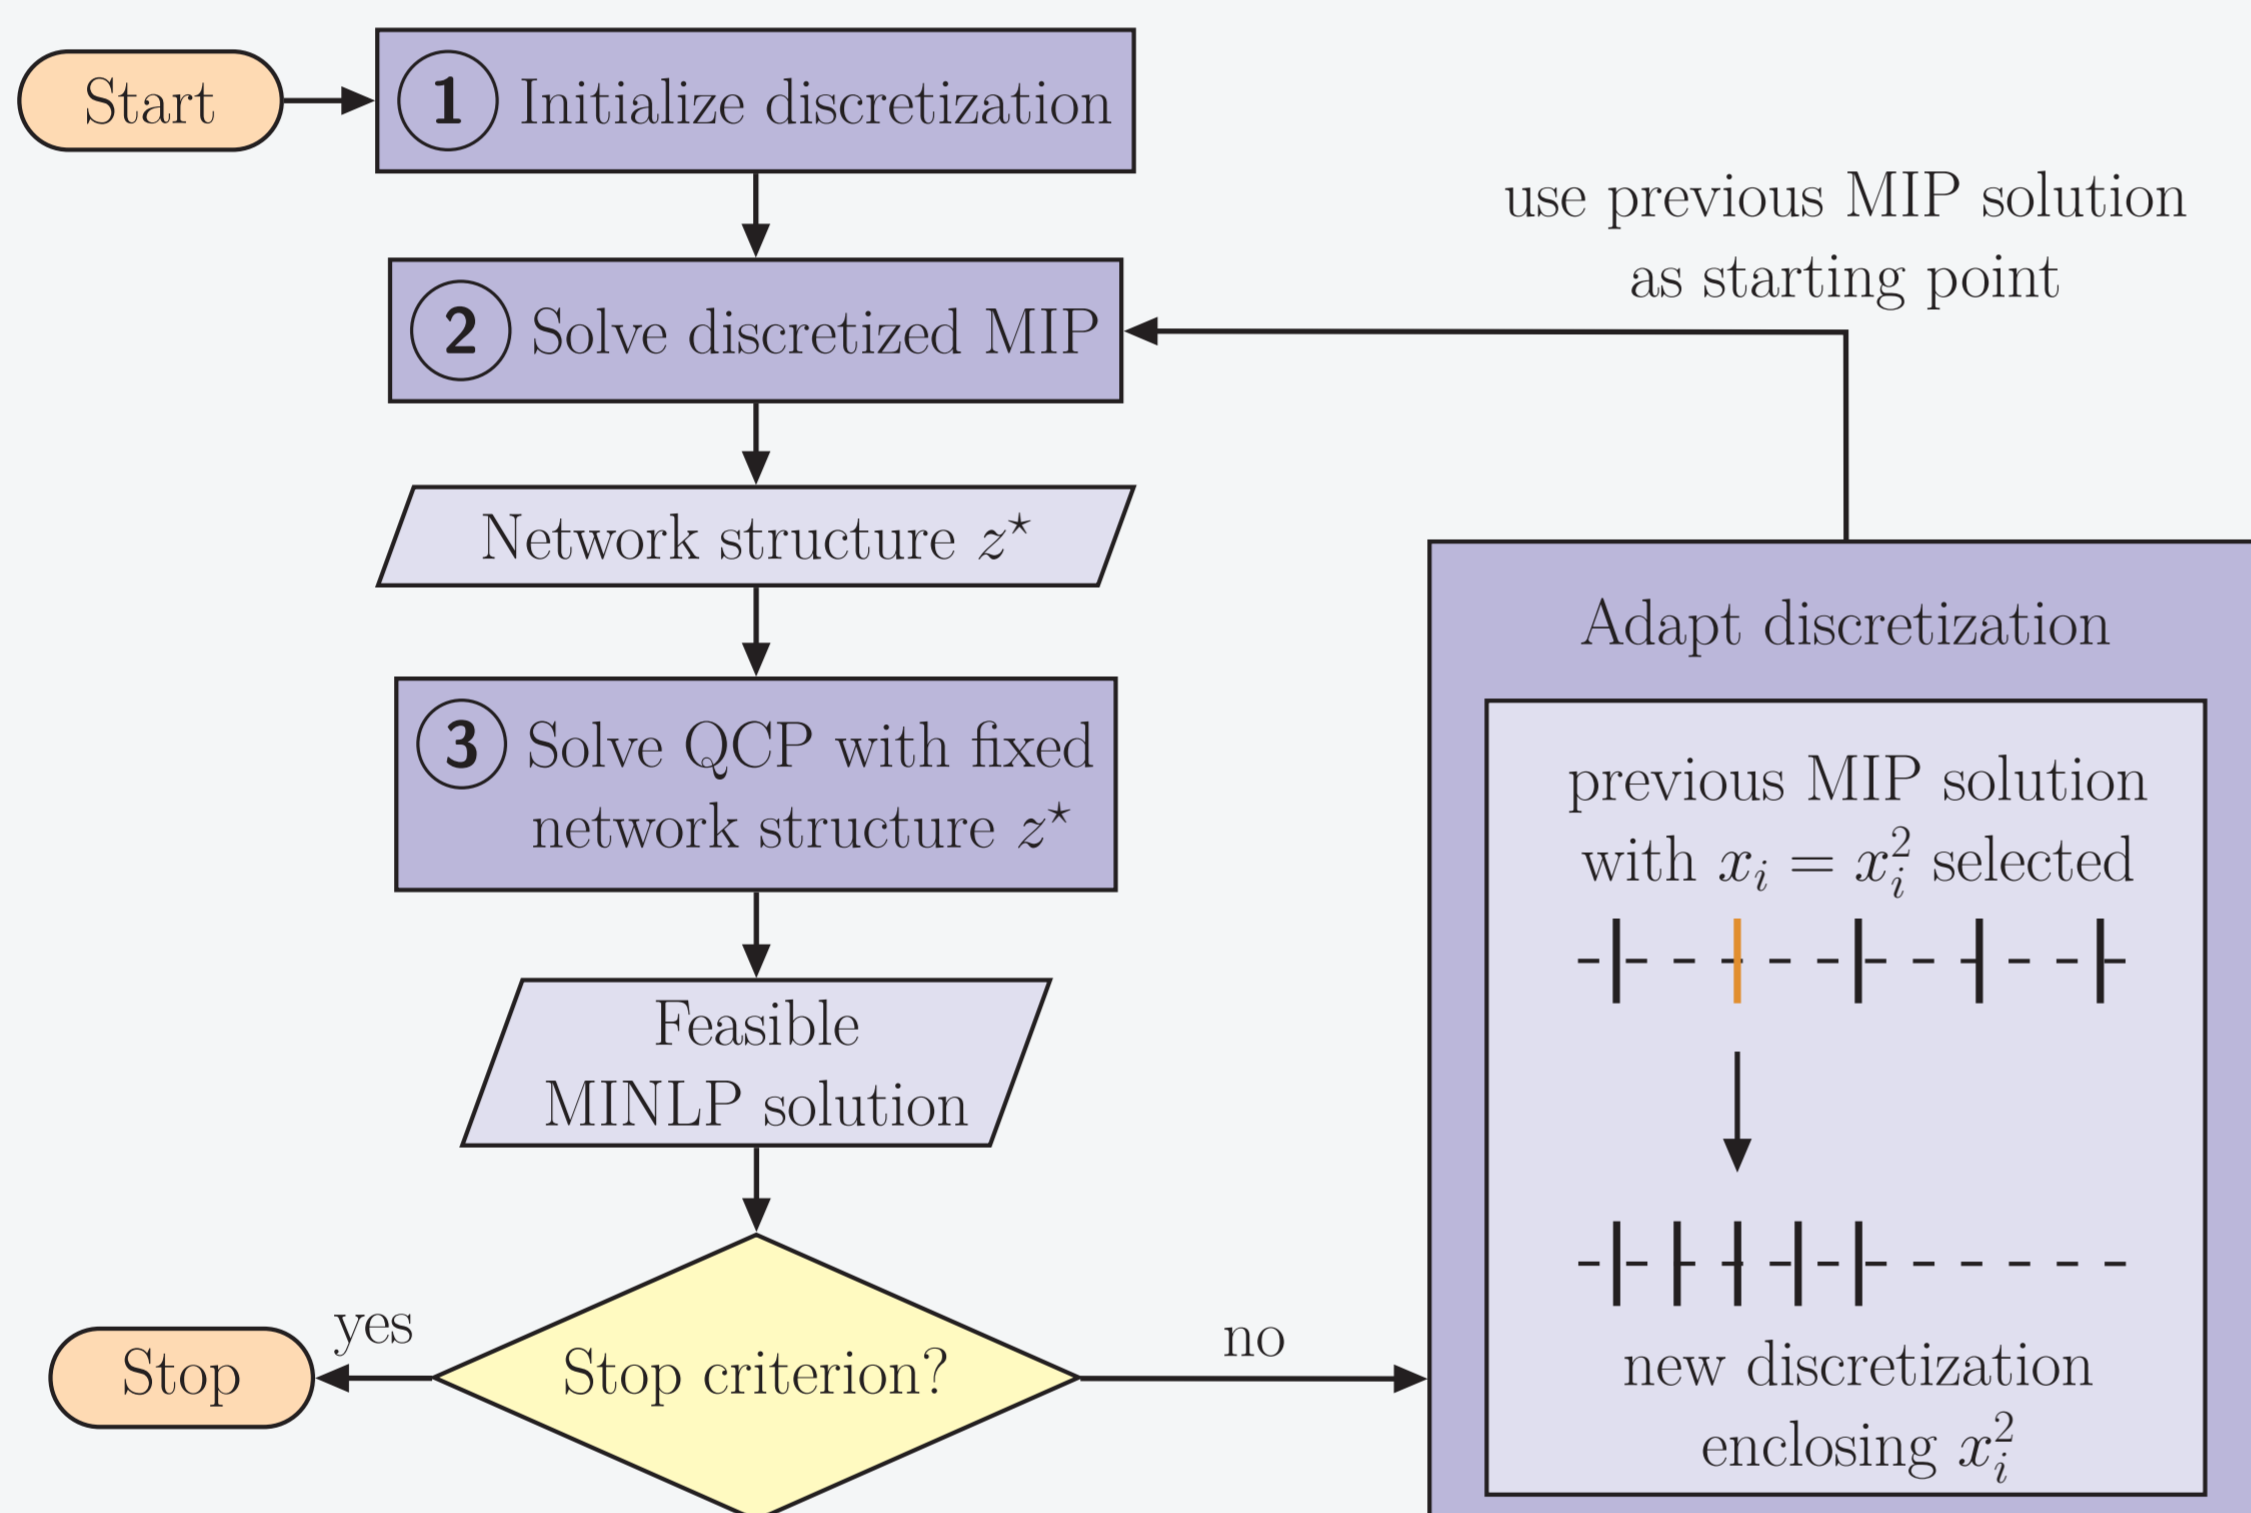 Start
1 Initialize discretization
use previous MIP solution
as starting point
2 Solve discretized MIP
Network structure z⋆
3 Solve QCP with fixed
network structure z⋆
Feasible
MINLP solution
Stop criterion?
yes
Stop
no
Adapt discretization
previous MIP solution
with xᵢ = xᵢ² selected
new discretization
enclosing xᵢ²